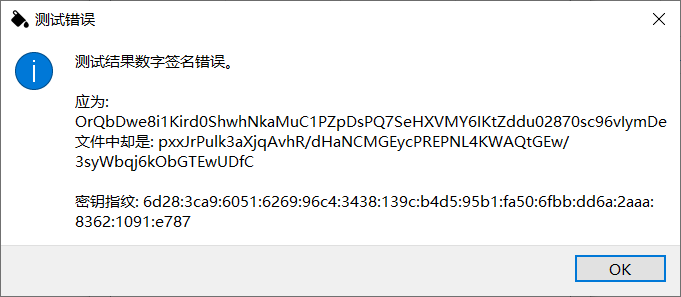 测试错误
测试结果数字签名错误。
应为:
OrQbDwe8i1Kird0ShwhNkaMuC1PZpDsPQ7SeHXVMY6IKtZddu02870sc96vIymDe
文件中却是: pxxJrPulk3aXjqAvhR/dHaNCMGEycPREPNL4KWAQtGEw/
3syWbqj6kObGTEwUDfC
密钥指纹: 6d28:3ca9:6051:6269:96c4:3438:139c:b4d5:95b1:fa50:6fbb:dd6a:2aaa:
8362:1091:e787
OK